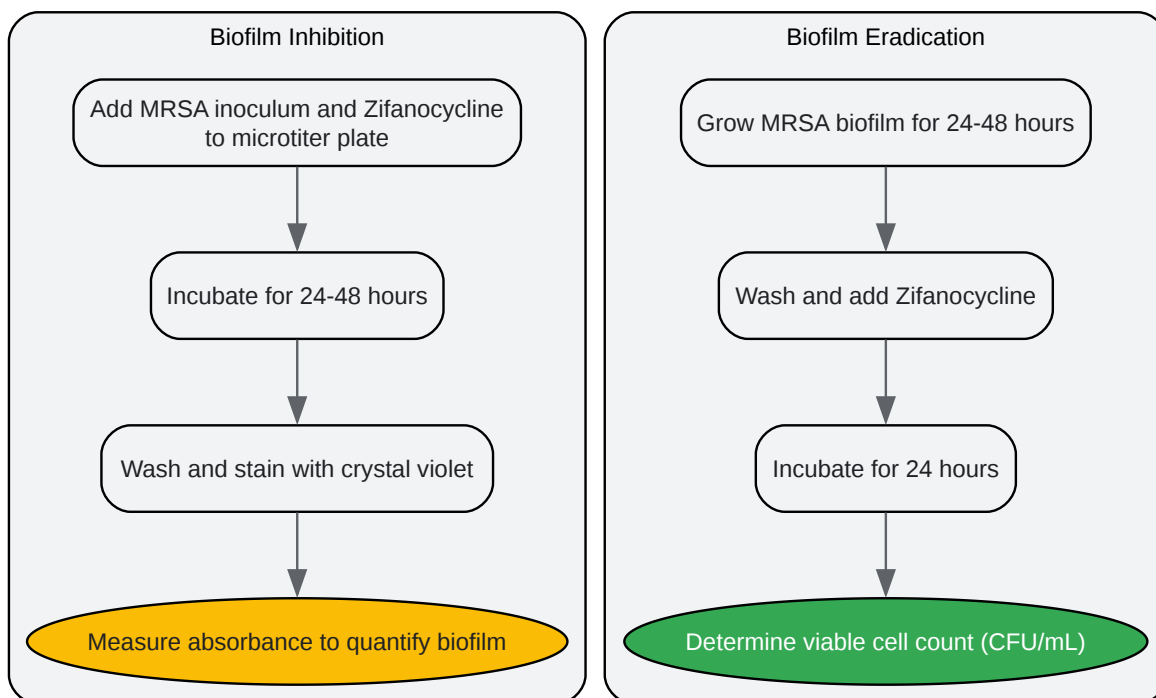 Biofilm Inhibition
Add MRSA inoculum and Zifanocycline
to microtiter plate
Incubate for 24-48 hours
Wash and stain with crystal violet
Measure absorbance to quantify biofilm
Biofilm Eradication
Grow MRSA biofilm for 24-48 hours
Wash and add Zifanocycline
Incubate for 24 hours
Determine viable cell count (CFU/mL)